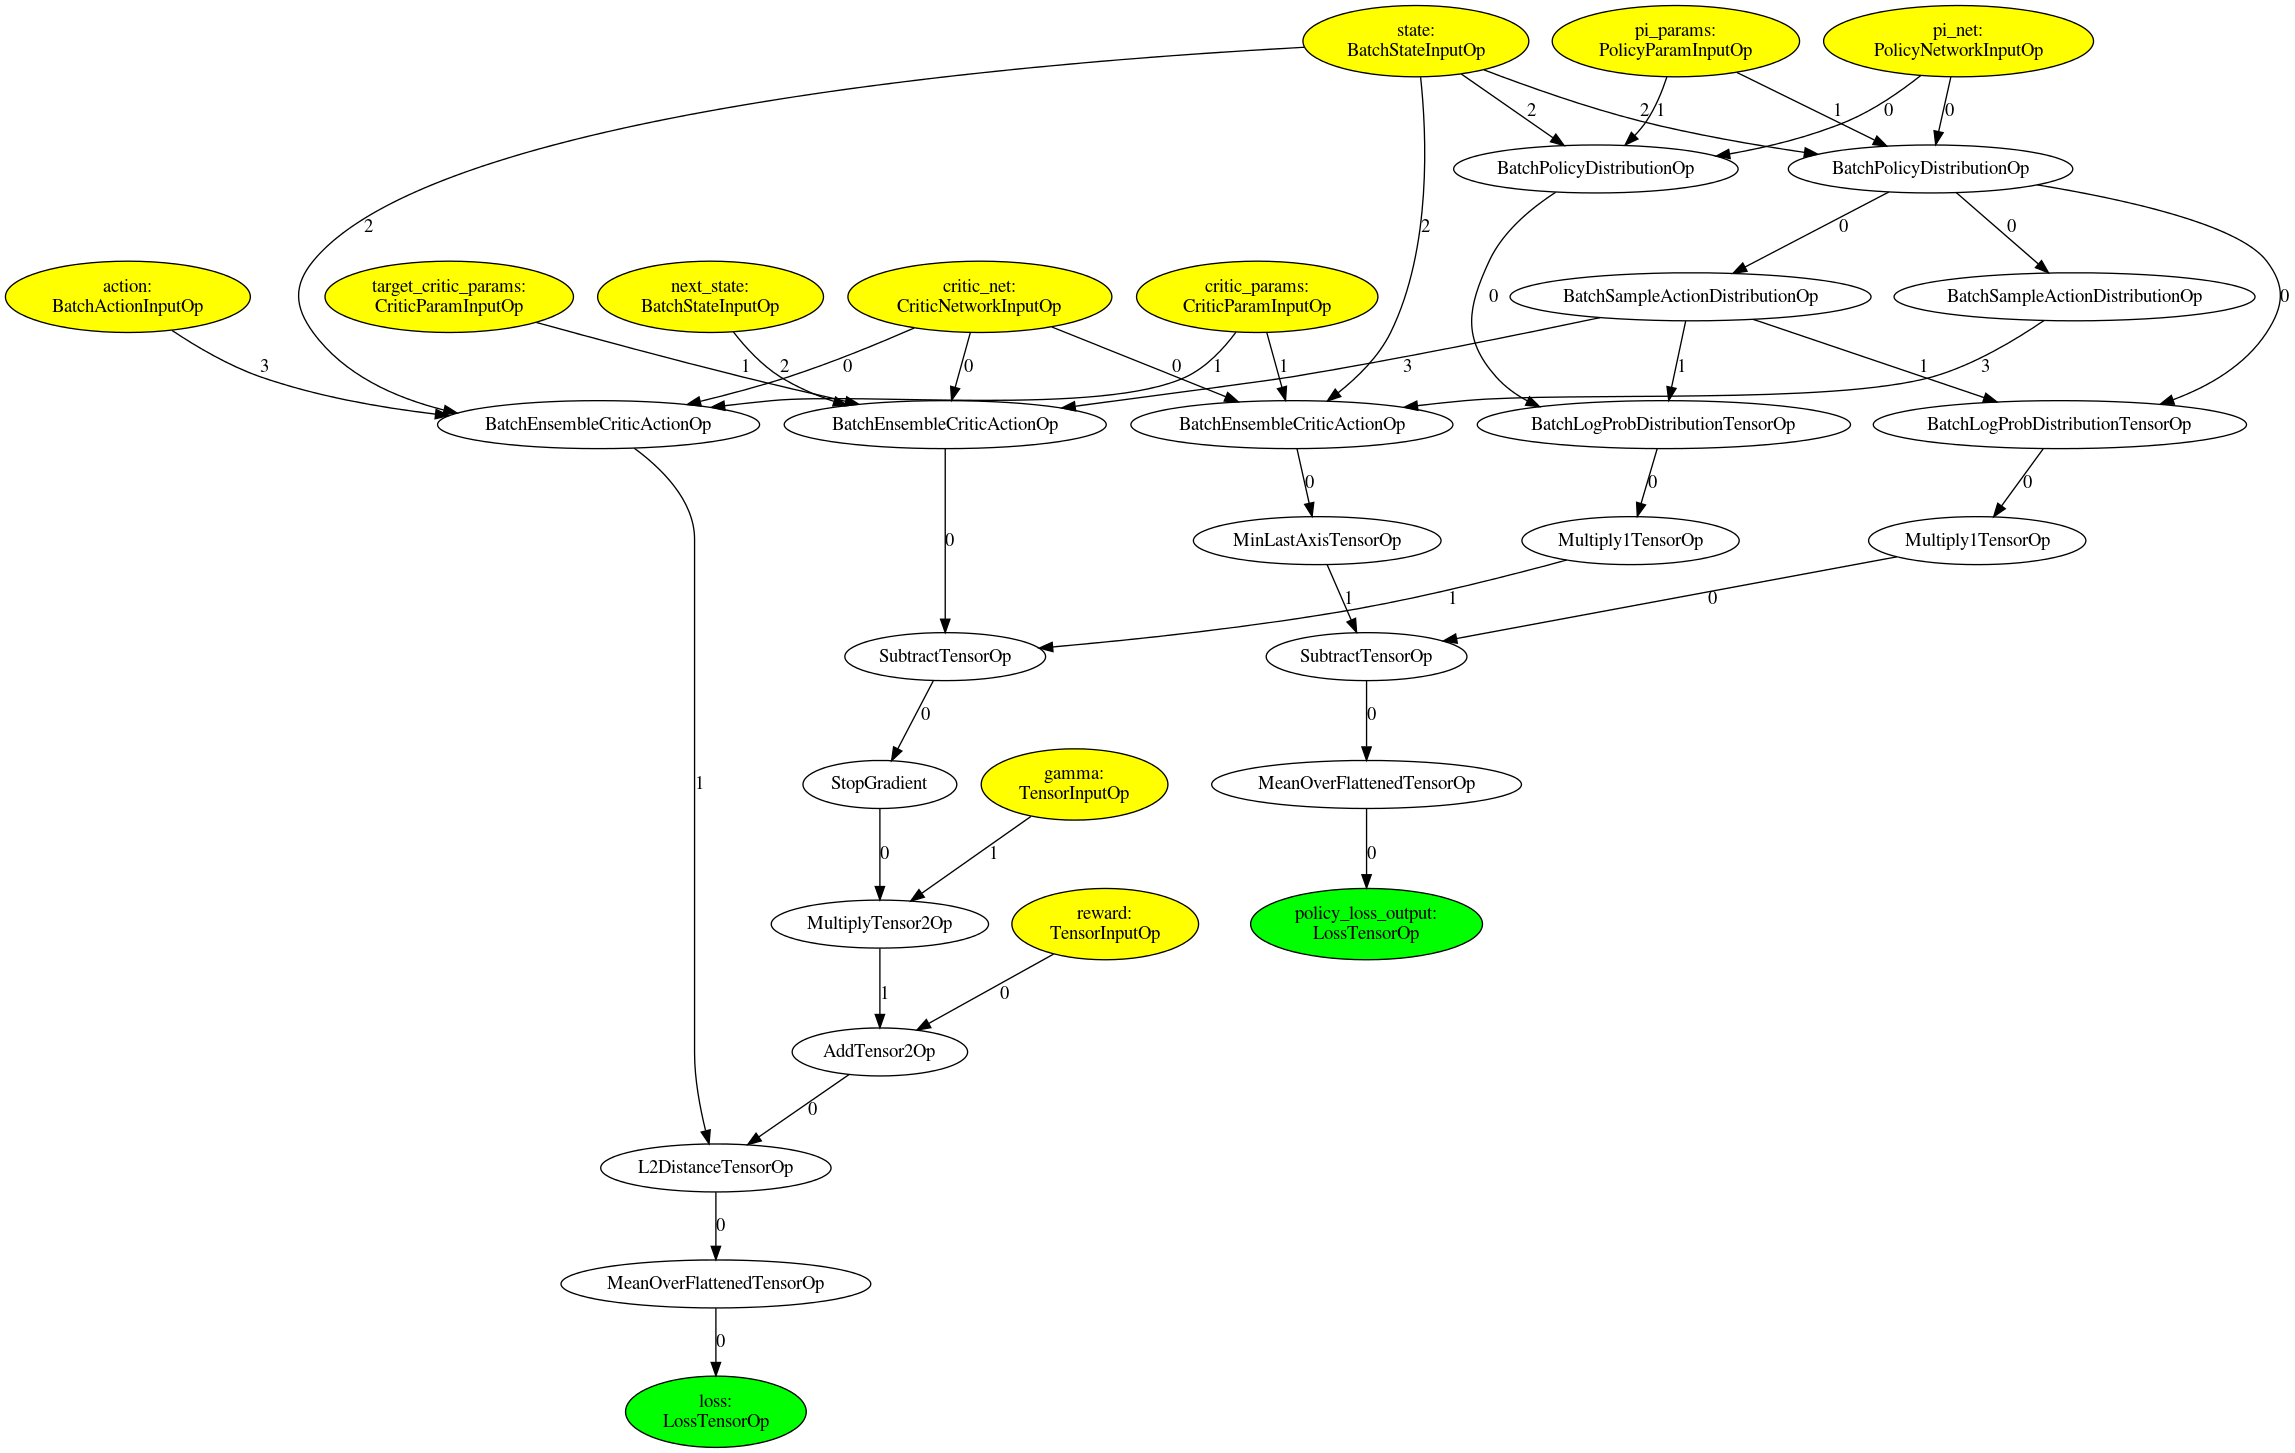 state:
BatchStateInputOp
pi_params:
PolicyParamInputOp
pi_net:
PolicyNetworkInputOp
2
2
1
1
0
0
BatchPolicyDistributionOp
BatchPolicyDistributionOp
2
2
0
0
action:
BatchActionInputOp
target_critic_params:
CriticParamInputOp
next_state:
BatchStateInputOp
critic_net:
CriticNetworkInputOp
critic_params:
CriticParamInputOp
0
BatchSampleActionDistributionOp
BatchSampleActionDistributionOp
0
3
1
2
0
0
0
1
1
3
1
1
3
BatchEnsembleCriticActionOp
BatchEnsembleCriticActionOp
BatchEnsembleCriticActionOp
BatchLogProbDistributionTensorOp
BatchLogProbDistributionTensorOp
0
0
0
0
MinLastAxisTensorOp
Multiply1TensorOp
Multiply1TensorOp
1
1
0
SubtractTensorOp
SubtractTensorOp
0
0
1
StopGradient
gamma:
TensorInputOp
MeanOverFlattenedTensorOp
0
1
0
MultiplyTensor2Op
reward:
TensorInputOp
policy_loss_output:
LossTensorOp
1
0
AddTensor2Op
0
L2DistanceTensorOp
0
MeanOverFlattenedTensorOp
0
loss:
LossTensorOp